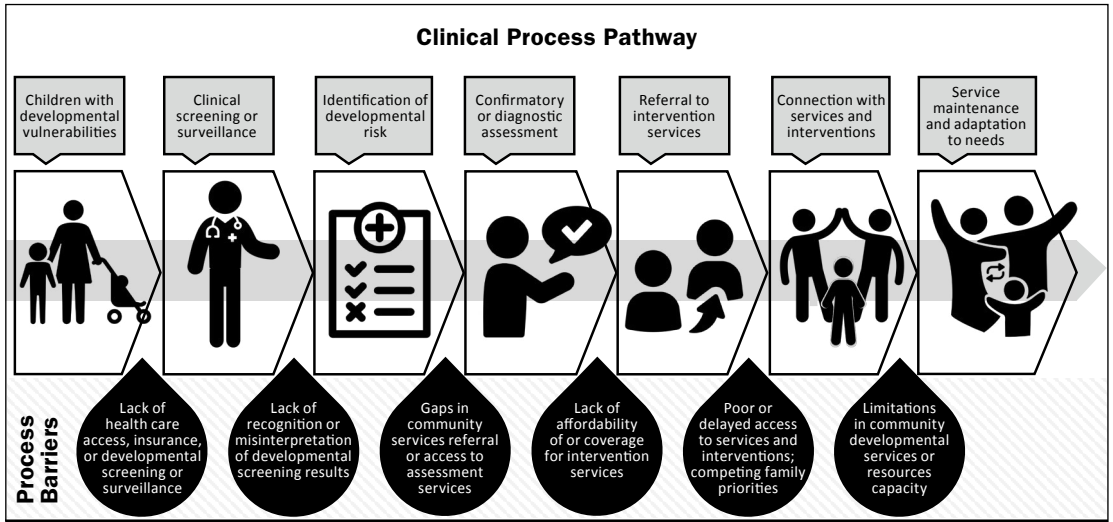 Clinical Process Pathway
Children with
developmental
vulnerabilities
Clinical
screening or
surveillance
Identification of
developmental
risk
Confirmatory
or diagnostic
assessment
Referral to
intervention
services
Connection with
services and
interventions
Service
maintenance
and adaptation
to needs
Process
Barriers
Lack of
health care
access, insurance,
or developmental
screening or
surveillance
Lack of
recognition or
misinterpretation
of developmental
screening results
Gaps in
community
services referral
or access to
assessment
services
Lack of
affordability
of or coverage
for intervention
services
Poor or
delayed access
to services and
interventions;
competing family
priorities
Limitations
in community
developmental
services or
resources
capacity